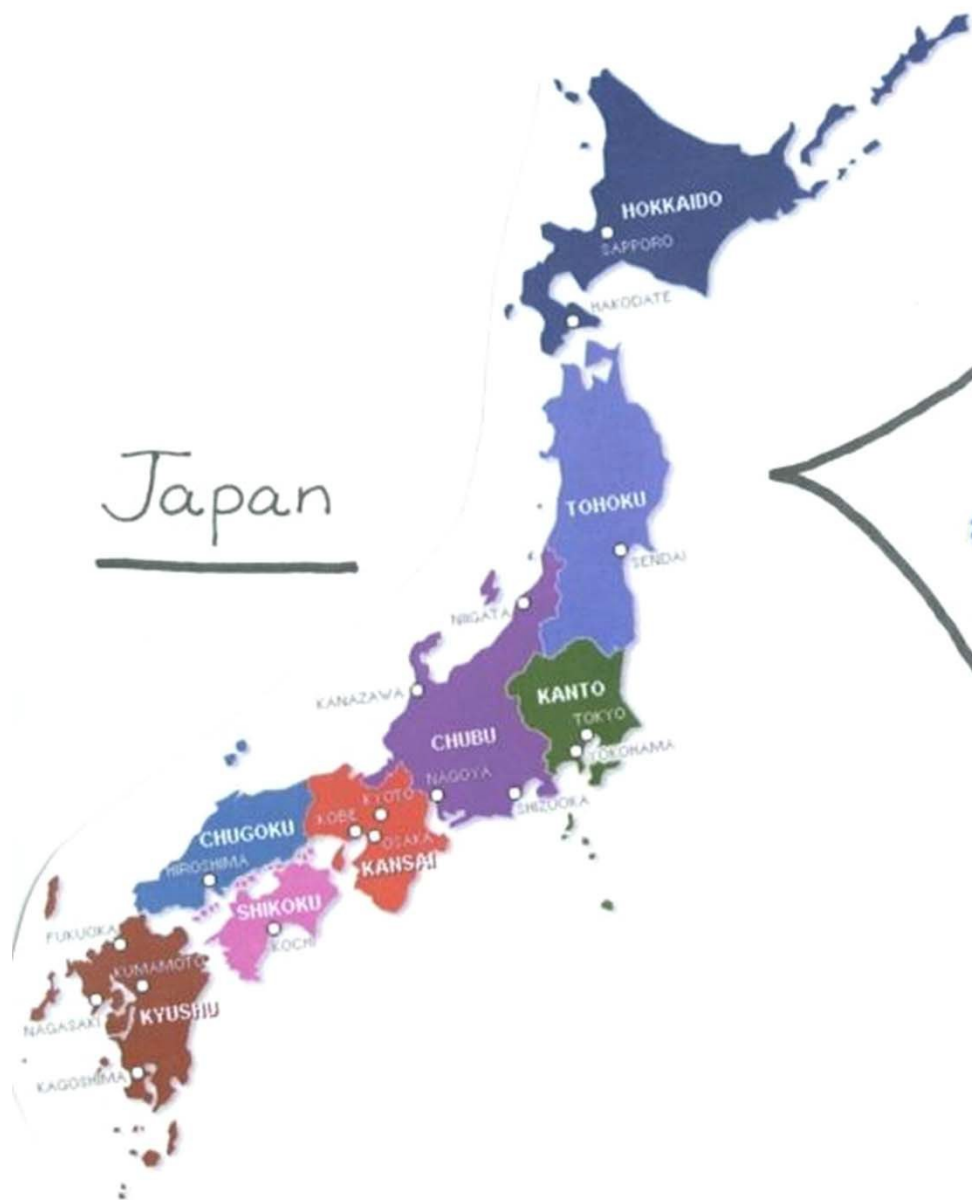 HOKKAIDO
SAPPORO
HAKODATE
Japan
TOHOKU
SENDAI
NIIGATA
KANAZAWA
KANTO
TOKYO
YOKOHAMA
CHUBU
NAGOYA
SHIZUOKA
KYOTO
KOBE
OSAKA
KANSAI
CHUGOKU
HIROSHIMA
SHIKOKU
KOCHI
FUKUOKA
KUMAMOTO
KYUSHU
NAGASAKI
KAGOSHIMA